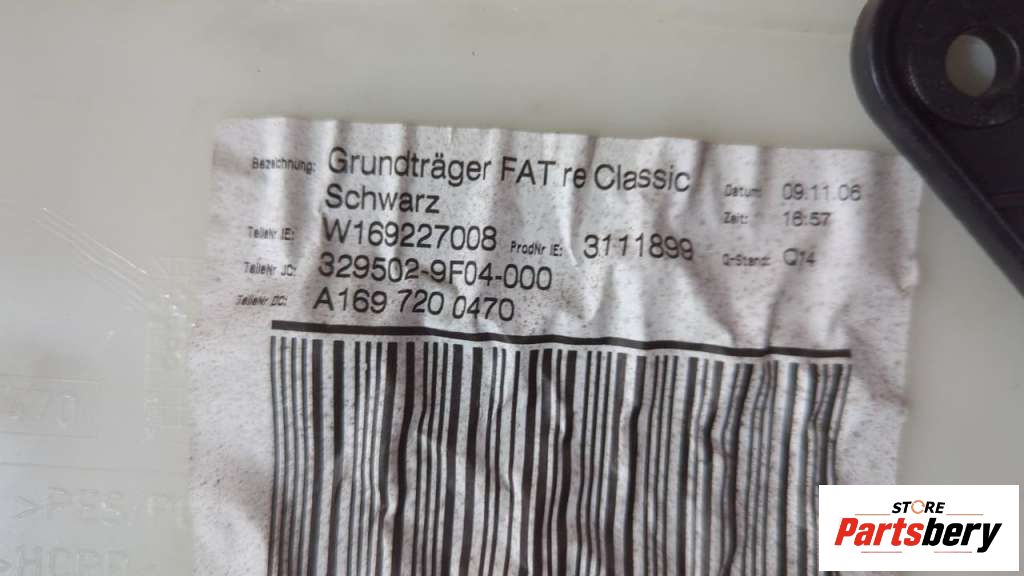 Bezeichnung: Grundträger FAT re Classic
Schwarz
Datum: 09.11.06
Zeit: 16:57
TeileNr IE: W169227008 ProdNr IE: 3111899 Q-Stand: Q14
TeileNr JC: 329502-9F04-000
TeileNr DC: A169 720 0470
STORE
Partsbery